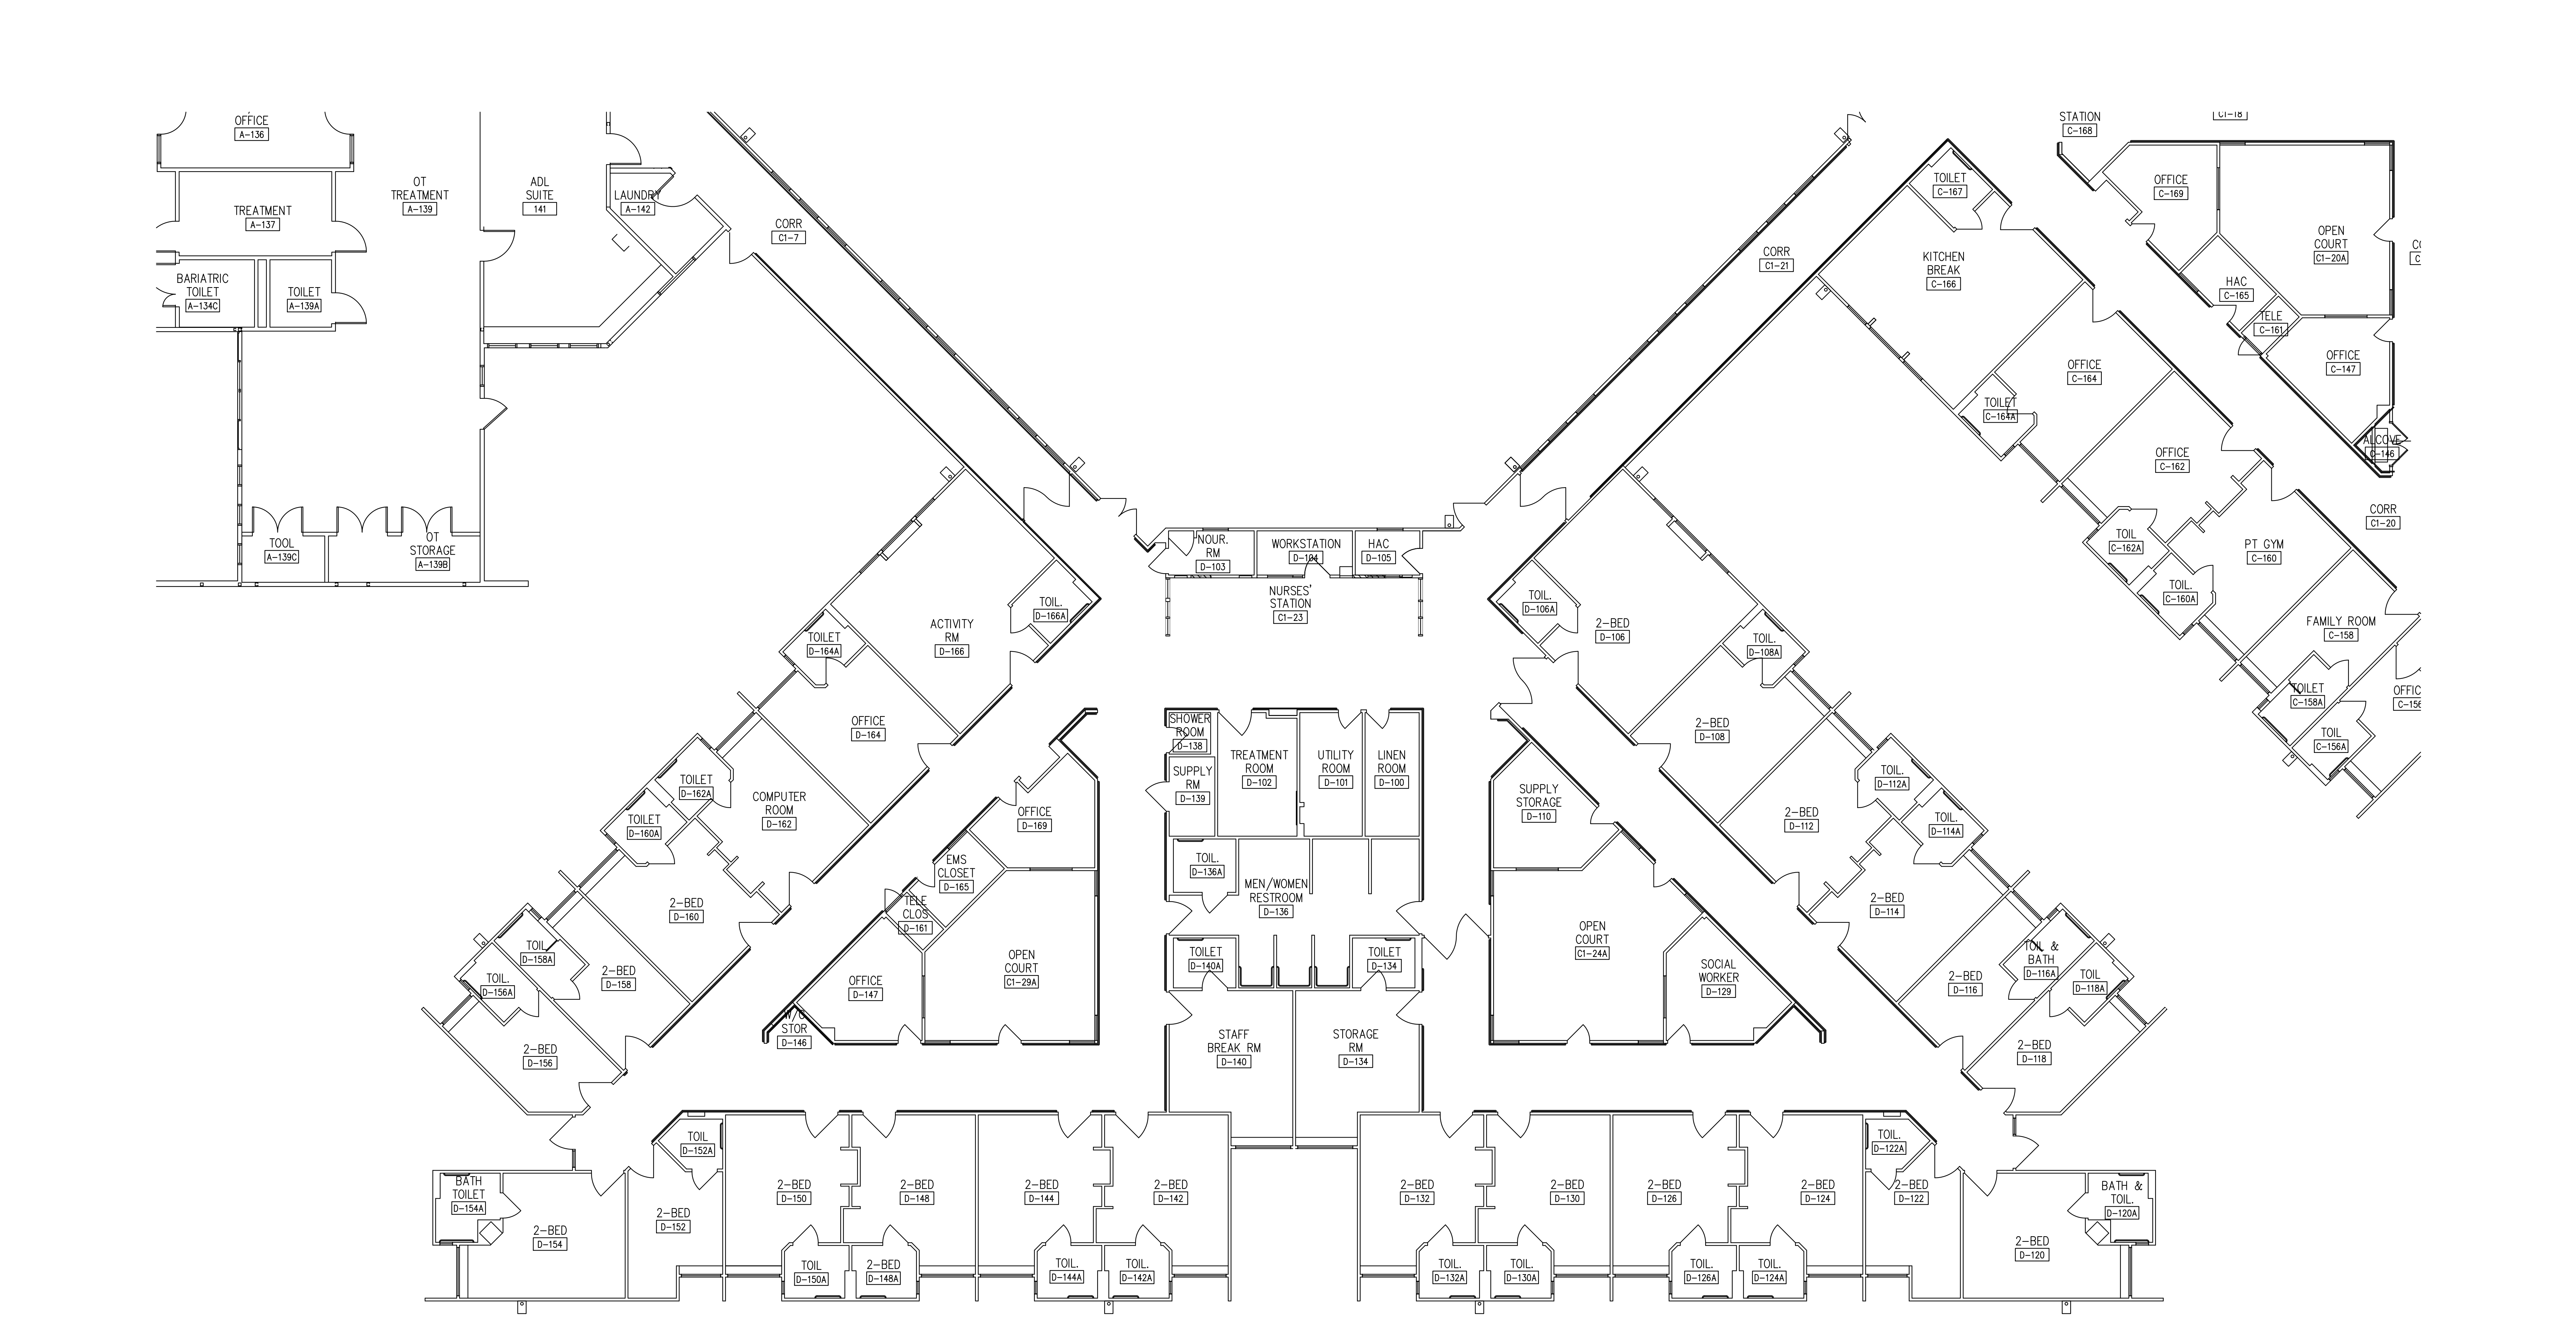 OFFICE
A-136
TREATMENT
A-137
OT
TREATMENT
A-139
ADL
SUITE
141
LAUNDRY
A-142
CORR
C1-7
BARIATRIC
TOILET
A-134C
TOILET
A-139A
TOOL
A-139C
OT
STORAGE
A-139B
STATION
C-168
C1-18
TOILET
C-167
OFFICE
C-169
OPEN
COURT
C1-20A
CORR
C1-21
KITCHEN
BREAK
C-166
HAC
C-165
TELE
C-161
OFFICE
C-147
OFFICE
C-164
TOILET
C-164A
ALCOVE
C-146
OFFICE
C-162
CORR
C1-20
TOIL
C-162A
PT GYM
C-160
TOIL.
C-160A
FAMILY ROOM
C-158
TOILET
C-158A
TOIL
C-156A
NOUR.
RM
D-103
WORKSTATION
D-104
HAC
D-105
NURSES'
STATION
C1-23
TOIL.
D-166A
ACTIVITY
RM
D-166
TOILET
D-164A
OFFICE
D-164
TOILET
D-162A
COMPUTER
ROOM
D-162
TOILET
D-160A
2-BED
D-160
TOIL
D-158A
2-BED
D-158
TOIL.
D-156A
2-BED
D-156
OFFICE
D-169
EMS
CLOSET
D-165
TELE
CLOS
D-161
OFFICE
D-147
OPEN
COURT
C1-29A
W/C
STOR
D-146
SHOWER
ROOM
D-138
SUPPLY
RM
D-139
TREATMENT
ROOM
D-102
UTILITY
ROOM
D-101
LINEN
ROOM
D-100
TOIL.
D-136A
MEN/WOMEN
RESTROOM
D-136
TOILET
D-140A
TOILET
D-134
STAFF
BREAK RM
D-140
STORAGE
RM
D-134
TOIL.
D-106A
2-BED
D-106
TOIL.
D-108A
2-BED
D-108
SUPPLY
STORAGE
D-110
2-BED
D-112
TOIL.
D-112A
TOIL.
D-114A
2-BED
D-114
OPEN
COURT
C1-24A
SOCIAL
WORKER
D-129
2-BED
D-116
TOIL &
BATH
D-116A
TOIL
D-118A
2-BED
D-118
BATH
TOILET
D-154A
2-BED
D-154
TOIL
D-152A
2-BED
D-152
2-BED
D-150
2-BED
D-148
2-BED
D-144
2-BED
D-142
TOIL
D-150A
2-BED
D-148A
TOIL.
D-144A
TOIL.
D-142A
2-BED
D-132
2-BED
D-130
2-BED
D-126
2-BED
D-124
TOIL.
D-122A
2-BED
D-122
TOIL.
D-132A
TOIL.
D-130A
TOIL.
D-126A
TOIL.
D-124A
2-BED
D-120
BATH &
TOIL.
D-120A